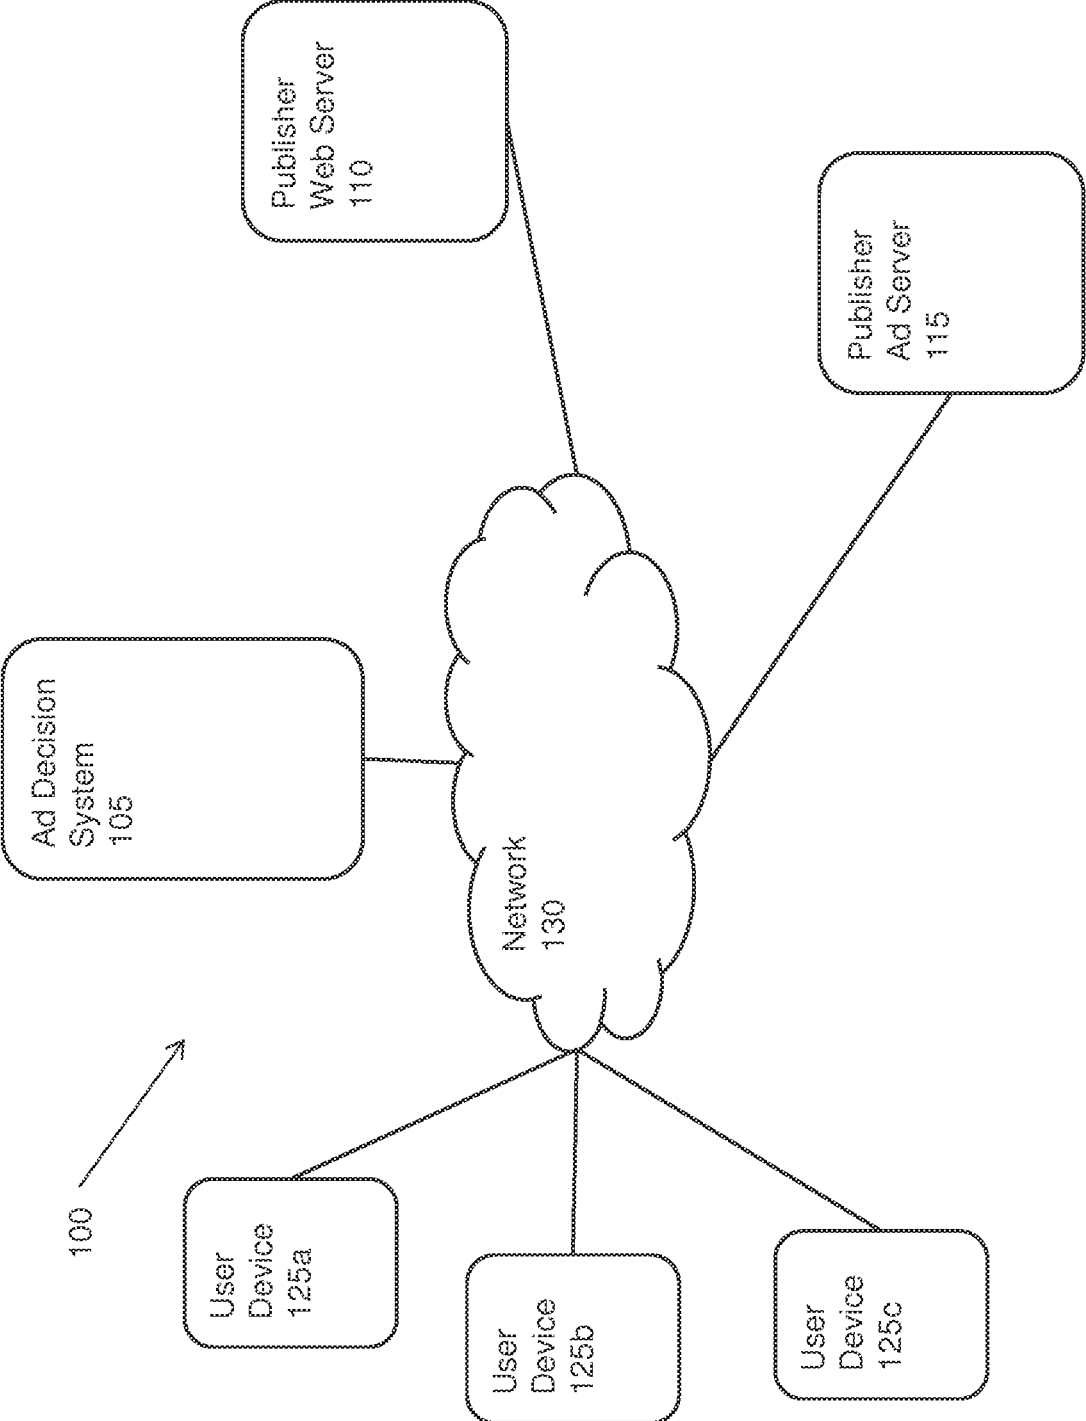 100
Ad Decision
System
105
Publisher
Web Server
110
User
Device
125a
Network
130
User
Device
125b
User
Device
125c
Publisher
Ad Server
115